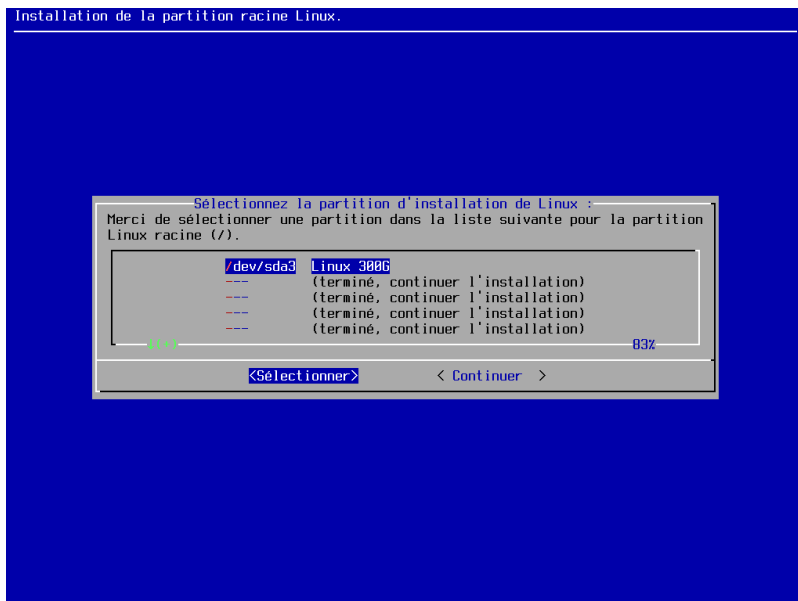 Installation de la partition racine Linux.
Sélectionnez la partition d'installation de Linux :
Merci de sélectionner une partition dans la liste suivante pour la partition
Linux racine (/).
/dev/sda3 Linux 300G
--- (terminé, continuer l'installation)
--- (terminé, continuer l'installation)
--- (terminé, continuer l'installation)
--- (terminé, continuer l'installation)
↓(+) 83%
<Sélectionner> < Continuer >